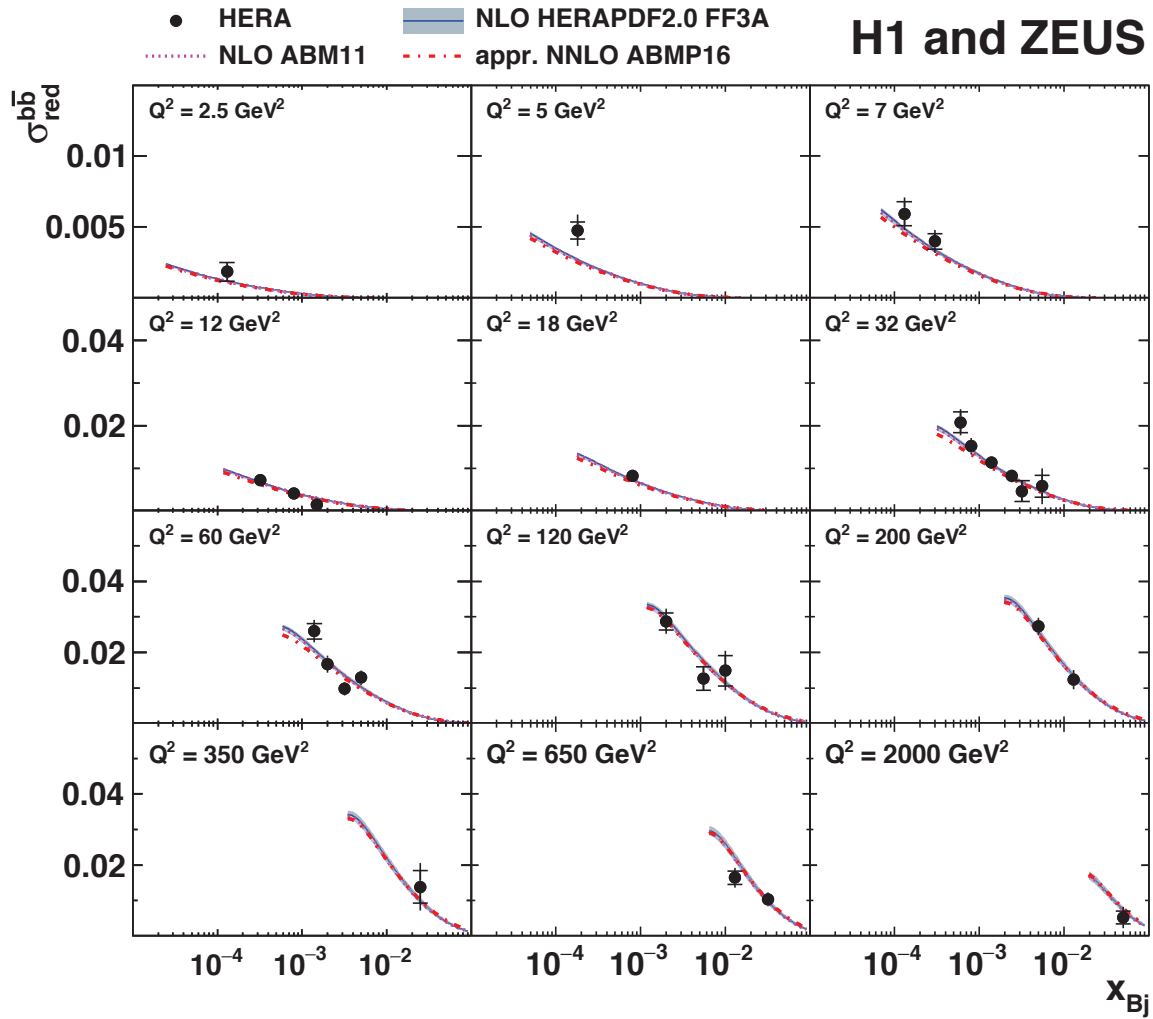 HERA
NLO HERAPDF2.0 FF3A
H1 and ZEUS
NLO ABM11
appr. NNLO ABMP16
σ_red^{bb̄}
Q² = 2.5 GeV²
Q² = 5 GeV²
Q² = 7 GeV²
0.01
0.005
Q² = 12 GeV²
Q² = 18 GeV²
Q² = 32 GeV²
0.04
0.02
Q² = 60 GeV²
Q² = 120 GeV²
Q² = 200 GeV²
0.04
0.02
Q² = 350 GeV²
Q² = 650 GeV²
Q² = 2000 GeV²
0.04
0.02
10⁻⁴ 10⁻³ 10⁻² 10⁻⁴ 10⁻³ 10⁻² 10⁻⁴ 10⁻³ 10⁻²
x_Bj